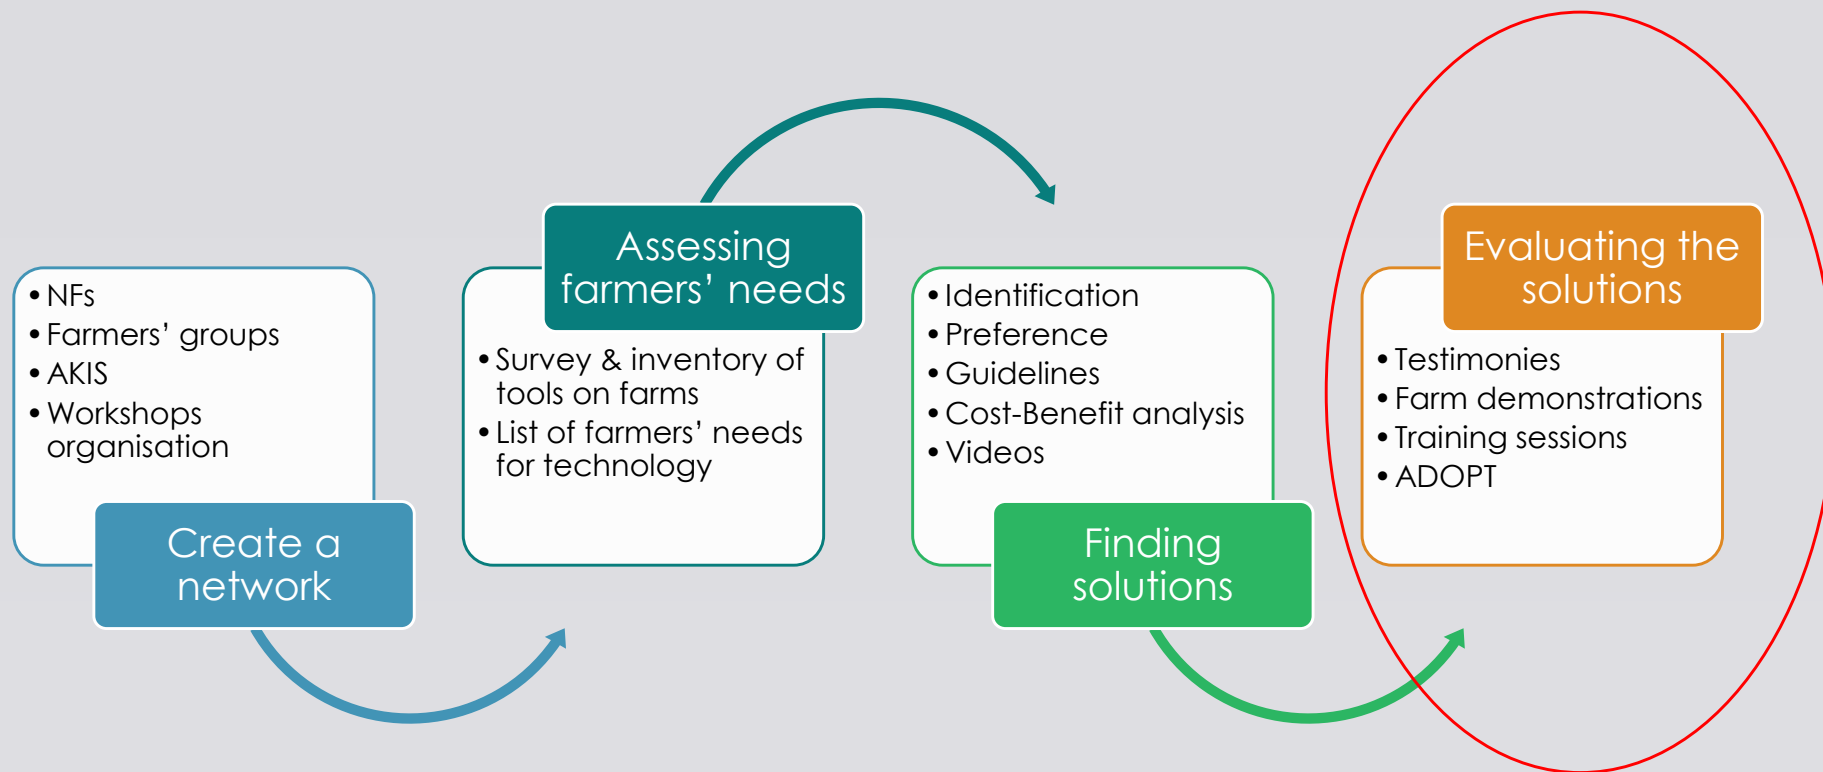 • NFs
• Farmers’ groups
• AKIS
• Workshops
organisation
Create a
network
Assessing
farmers’ needs
• Survey & inventory of
tools on farms
• List of farmers’ needs
for technology
• Identification
• Preference
• Guidelines
• Cost-Benefit analysis
• Videos
Finding
solutions
Evaluating the
solutions
• Testimonies
• Farm demonstrations
• Training sessions
• ADOPT